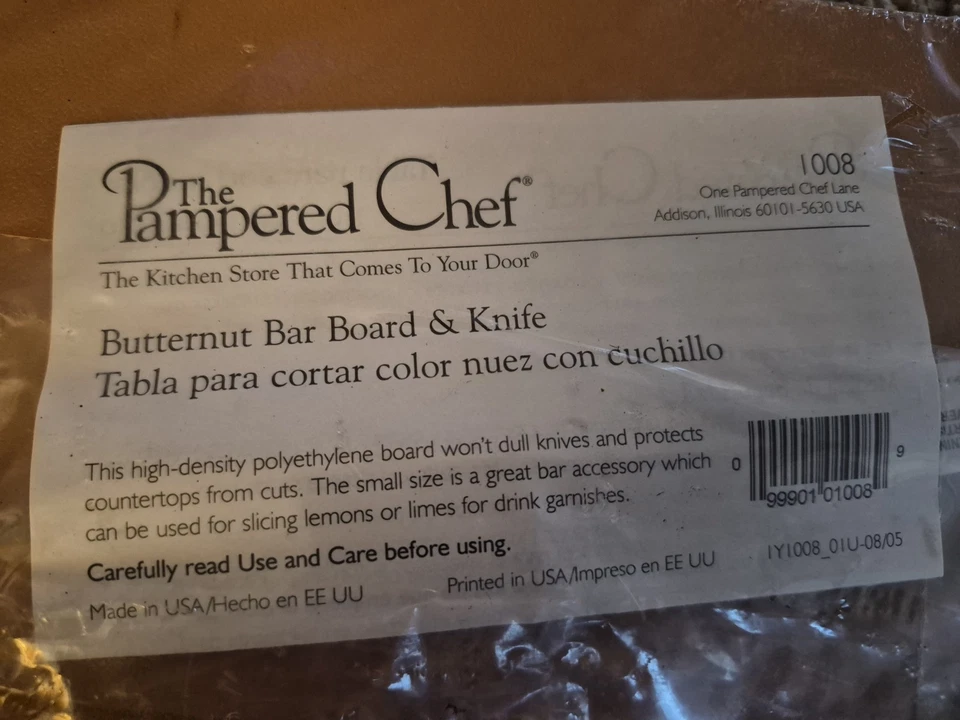 The Pampered Chef®
1008
One Pampered Chef Lane
Addison, Illinois 60101-5630 USA
The Kitchen Store That Comes To Your Door®
Butternut Bar Board & Knife
Tabla para cortar color nuez con cuchillo
This high-density polyethylene board won't dull knives and protects
countertops from cuts. The small size is a great bar accessory which
can be used for slicing lemons or limes for drink garnishes.
Carefully read Use and Care before using.
Made in USA/Hecho en EE UU
Printed in USA/Impreso en EE UU
0 99901 01008 9
IY1008_01U-08/05